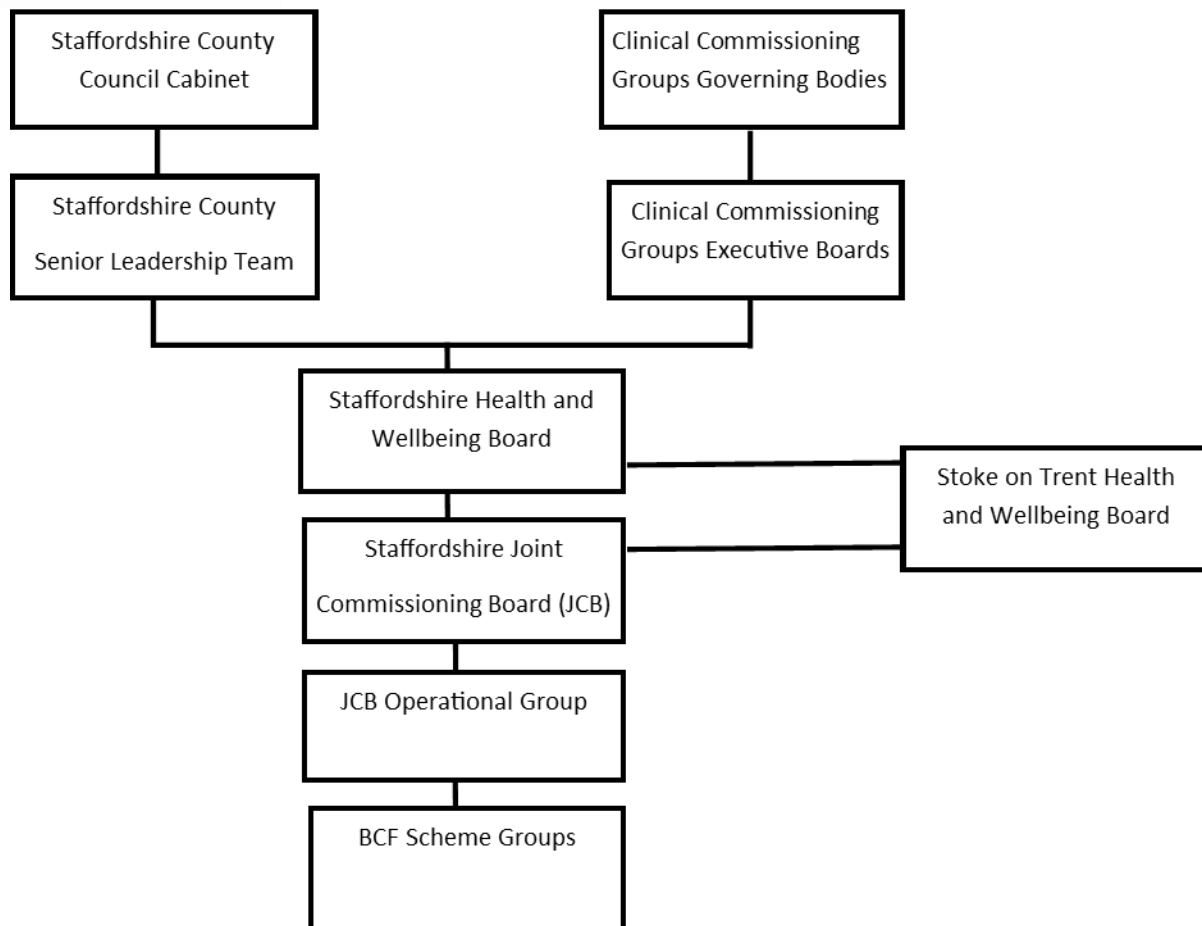 Staffordshire County
Council Cabinet
Clinical Commissioning
Groups Governing Bodies
Staffordshire County
Senior Leadership Team
Clinical Commissioning
Groups Executive Boards
Staffordshire Health and
Wellbeing Board
Stoke on Trent Health
and Wellbeing Board
Staffordshire Joint
Commissioning Board (JCB)
JCB Operational Group
BCF Scheme Groups